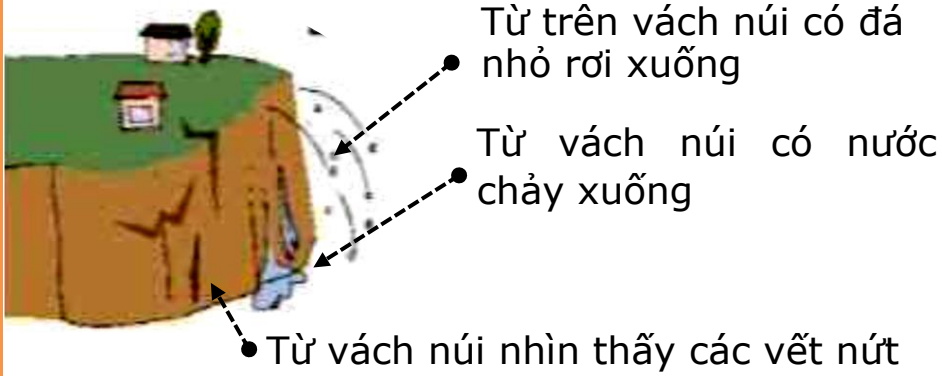 Từ trên vách núi có đá
nhỏ rơi xuống
Từ vách núi có nước
chảy xuống
Từ vách núi nhìn thấy các vết nứt